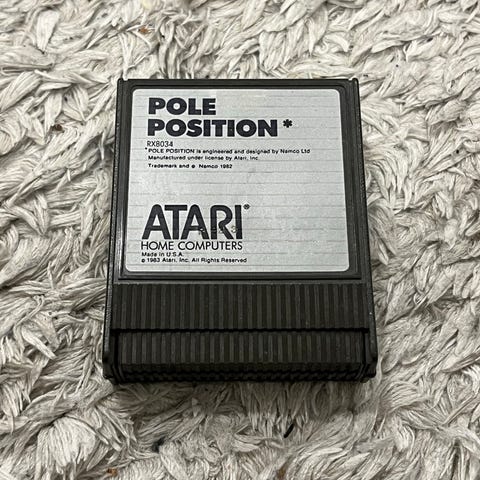 POLE
POSITION*
RX8034
*POLE POSITION is engineered and designed by Namco Ltd
Manufactured under license by Atari, Inc.
Trademark and © Namco 1982
ATARI®
HOME COMPUTERS
Made in U.S.A.
© 1983 Atari, Inc. All Rights Reserved